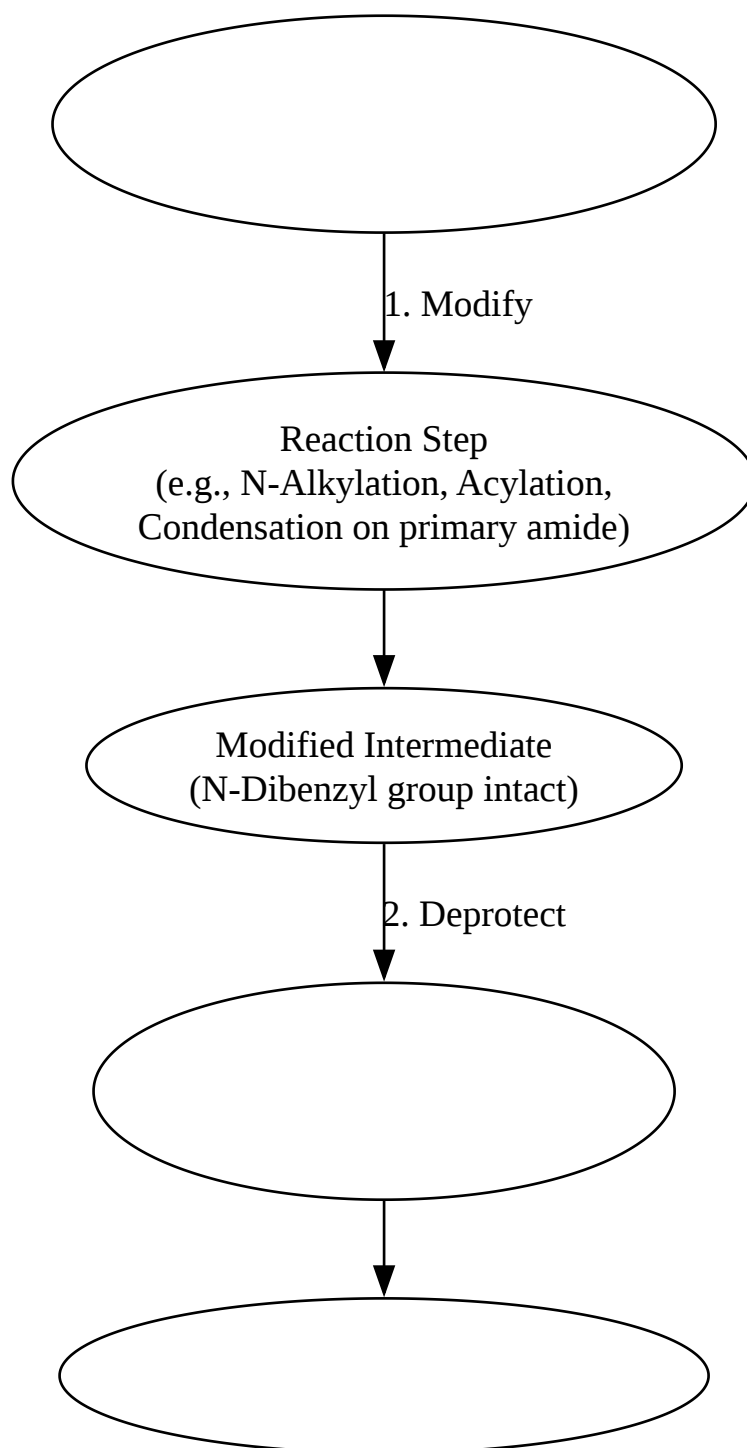 1. Modify
Reaction Step
(e.g., N-Alkylation, Acylation,
Condensation on primary amide)
Modified Intermediate
(N-Dibenzyl group intact)
2. Deprotect